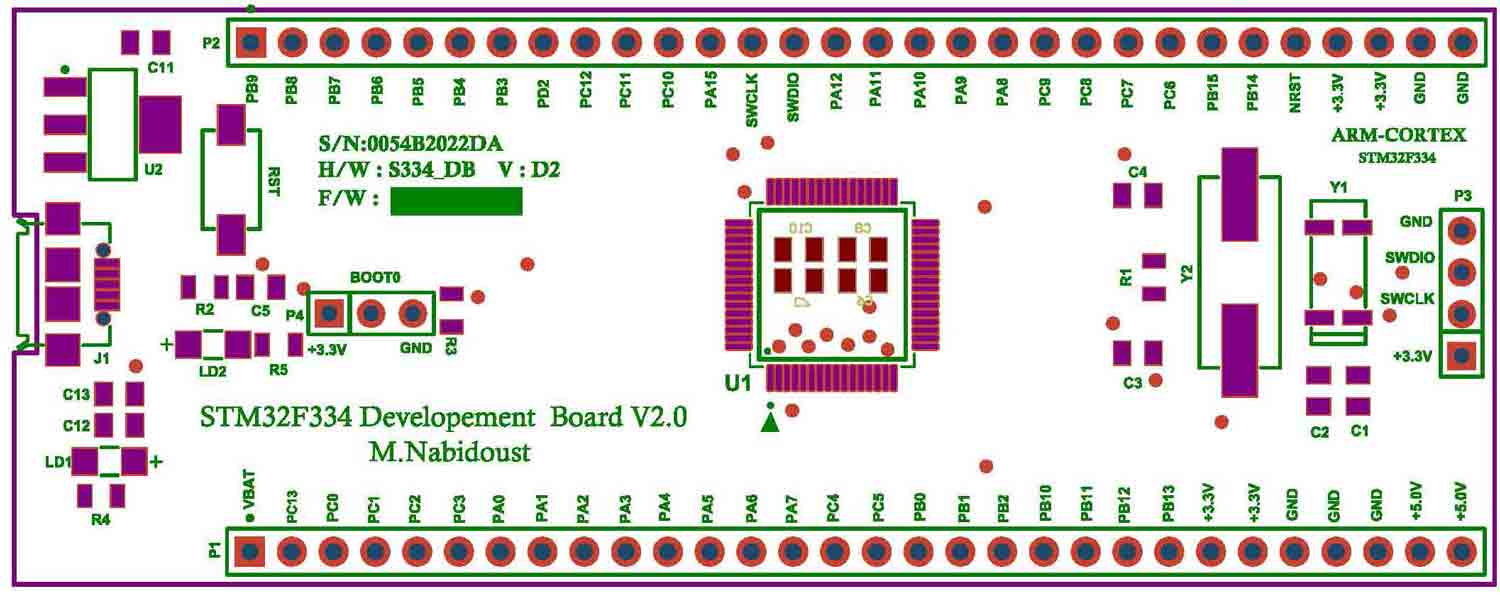 C11
P2
PB9 PB8 PB7 PB6 PB5 PB4 PB3 PD2 PC12 PC11 PC10 PA15 SWCLK SWDIO PA12 PA11 PA10 PA9 PA8 PC9 PC8 PC7 PC6 PB15 PB14 NRST +3.3V +3.3V GND GND
U2
RST
S/N:0054B2022DA
H/W : S334_DB V : D2
F/W :
ARM-CORTEX
STM32F334
C4
Y1
P3
GND
SWDIO
SWCLK
+3.3V
C10 C8
C7
R1
Y2
BOOT0
R2
C5
P4
+3.3V
GND
R3
J1
+
LD2
R5
U1
C3
C2
C1
C13
C12
LD1 +
R4
STM32F334 Developement Board V2.0
M.Nabidoust
VBAT PC13 PC0 PC1 PC2 PC3 PA0 PA1 PA2 PA3 PA4 PA5 PA6 PA7 PC4 PC5 PB0 PB1 PB2 PB10 PB11 PB12 PB13 +3.3V +3.3V GND GND GND +5.0V +5.0V
P1